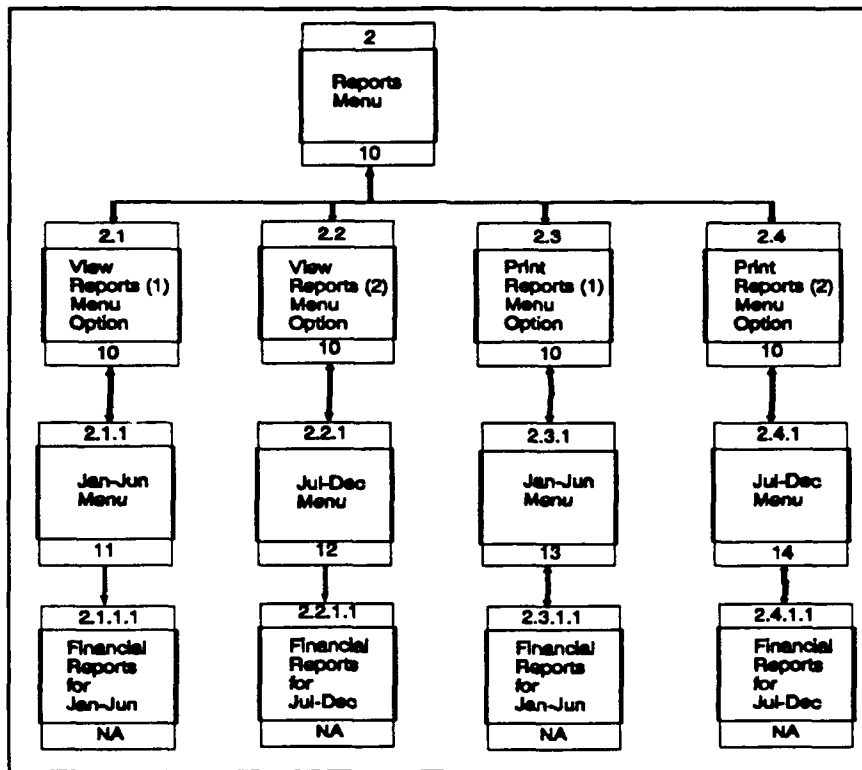 2
Reports
Menu
10
2.1
View
Reports (1)
Menu
Option
10
2.2
View
Reports (2)
Menu
Option
10
2.3
Print
Reports (1)
Menu
Option
10
2.4
Print
Reports (2)
Menu
Option
10
2.1.1
Jan-Jun
Menu
11
2.2.1
Jul-Dec
Menu
12
2.3.1
Jan-Jun
Menu
13
2.4.1
Jul-Dec
Menu
14
2.1.1.1
Financial
Reports
for
Jan-Jun
NA
2.2.1.1
Financial
Reports
for
Jul-Dec
NA
2.3.1.1
Financial
Reports
for
Jan-Jun
NA
2.4.1.1
Financial
Reports
for
Jul-Dec
NA